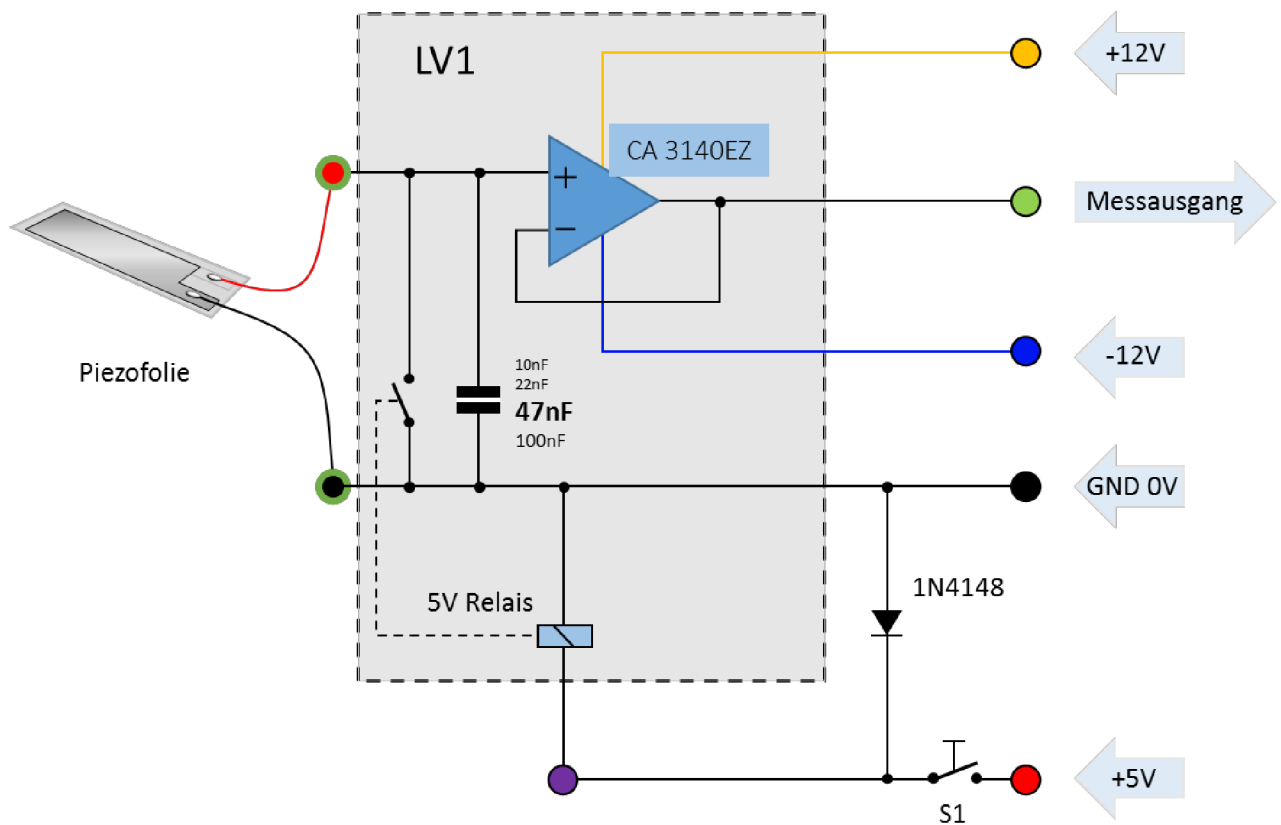 LV1
+12V
CA 3140EZ
+
Messausgang
−
-12V
Piezofolie
10nF
22nF
47nF
100nF
GND 0V
1N4148
5V Relais
+5V
S1